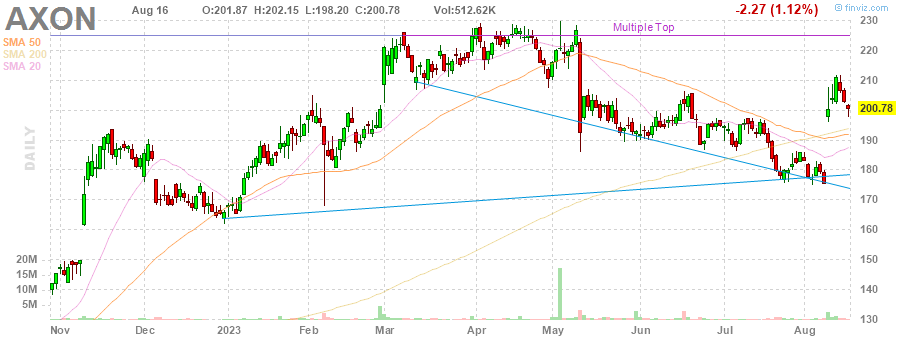 AXON Aug 16 O:201.87 H:202.15 L:198.20 C:200.78 Vol:512.62K -2.27 (1.12%) © finviz.com
SMA 50
SMA 200
SMA 20
Multiple Top
DAILY
230
220
210
200.78
190
180
170
160
150
140
130
20M
15M
10M
5M
Nov Dec 2023 Feb Mar Apr May Jun Jul Aug